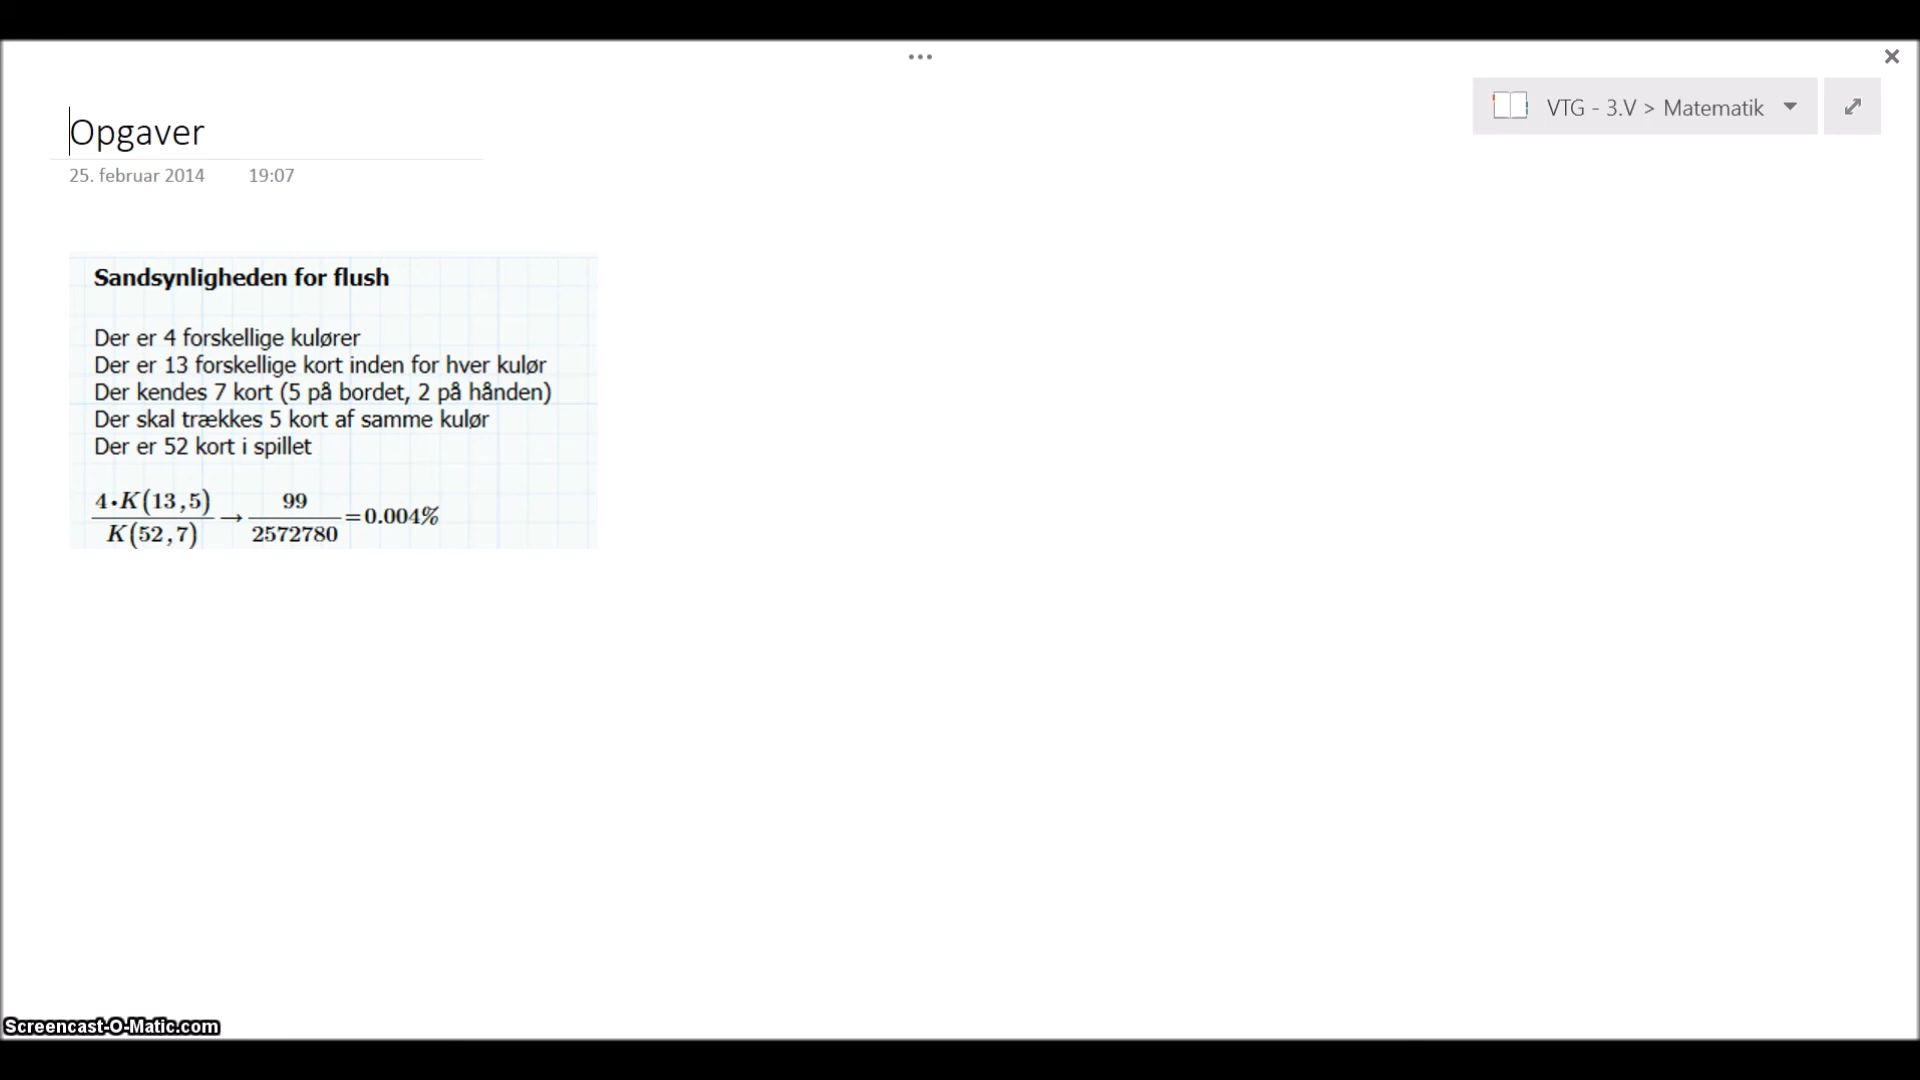 VTG - 3.V > Matematik
Opgaver
25. februar 2014 19:07
Sandsynligheden for flush
Der er 4 forskellige kulører
Der er 13 forskellige kort inden for hver kulør
Der kendes 7 kort (5 på bordet, 2 på hånden)
Der skal trækkes 5 kort af samme kulør
Der er 52 kort i spillet
4·K(13,5) / K(52,7) → 99 / 2572780 = 0.004%
Screencast-O-Matic.com